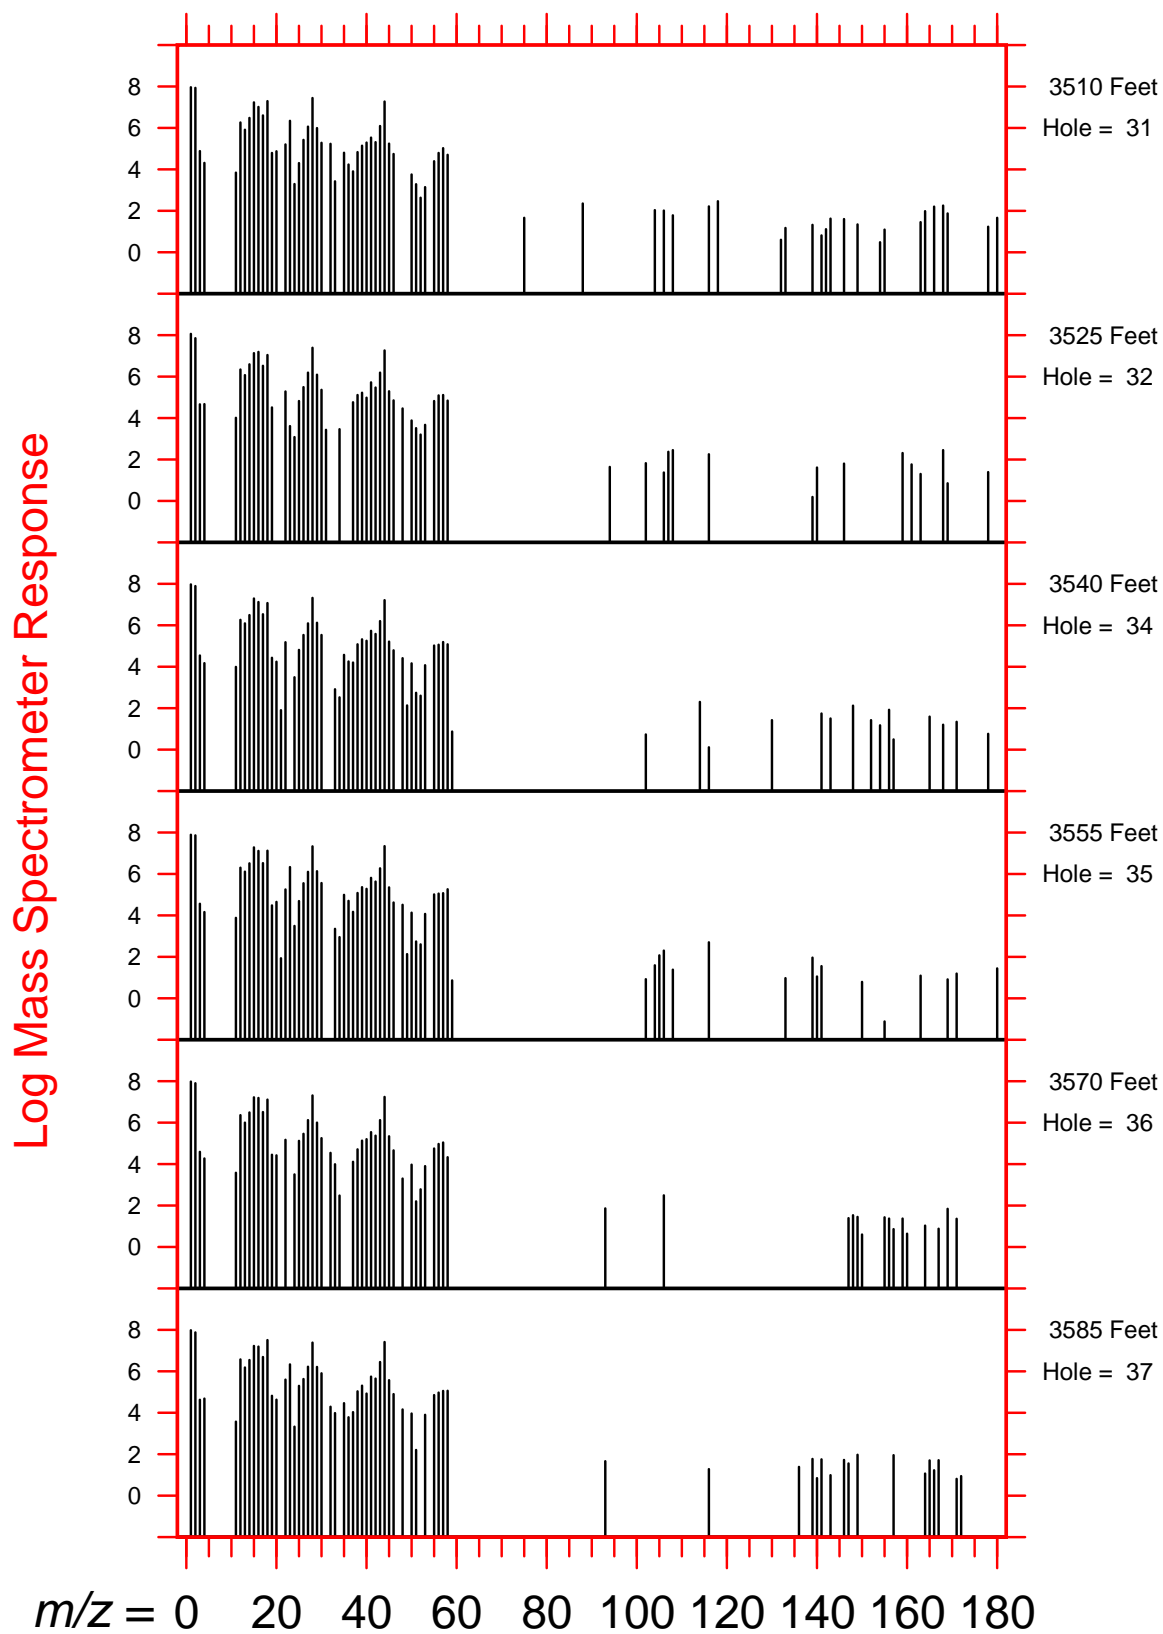 8
6
4
2
0
3510 Feet
Hole = 31
8
6
4
2
0
3525 Feet
Hole = 32
8
6
4
2
0
3540 Feet
Hole = 34
8
6
4
2
0
3555 Feet
Hole = 35
8
6
4
2
0
3570 Feet
Hole = 36
8
6
4
2
0
3585 Feet
Hole = 37
Log Mass Spectrometer Response
m/z = 0 20 40 60 80 100 120 140 160 180